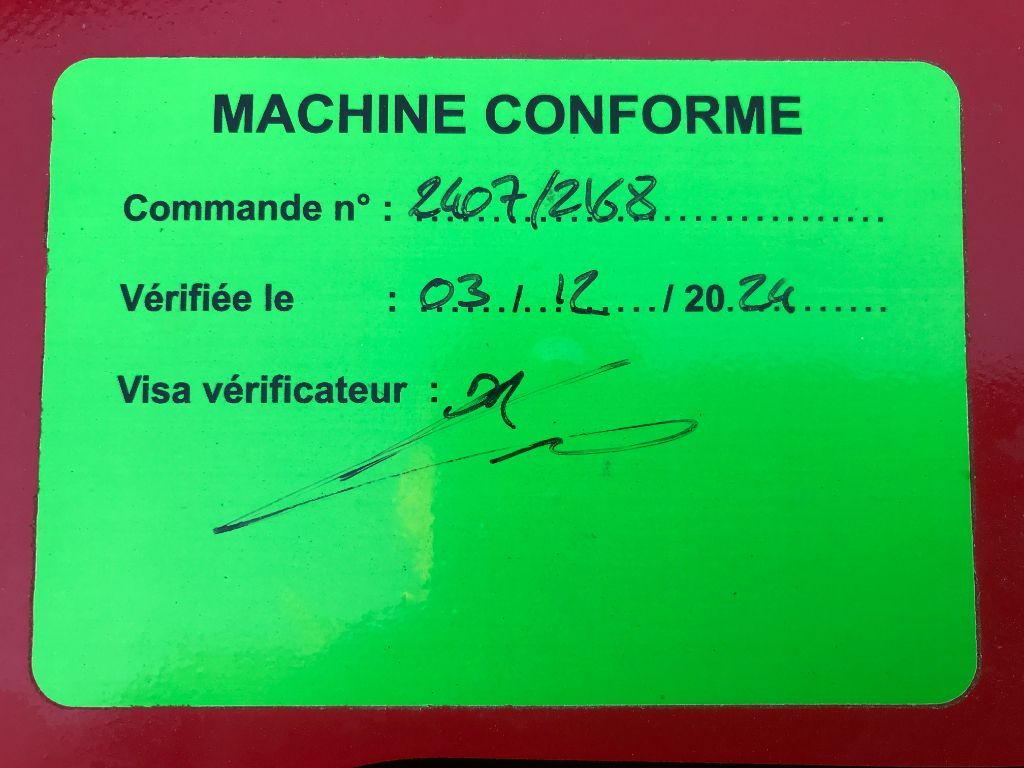 MACHINE CONFORME
Commande n° : 2407/2168
Vérifiée le : 03 / 12 / 2024
Visa vérificateur :